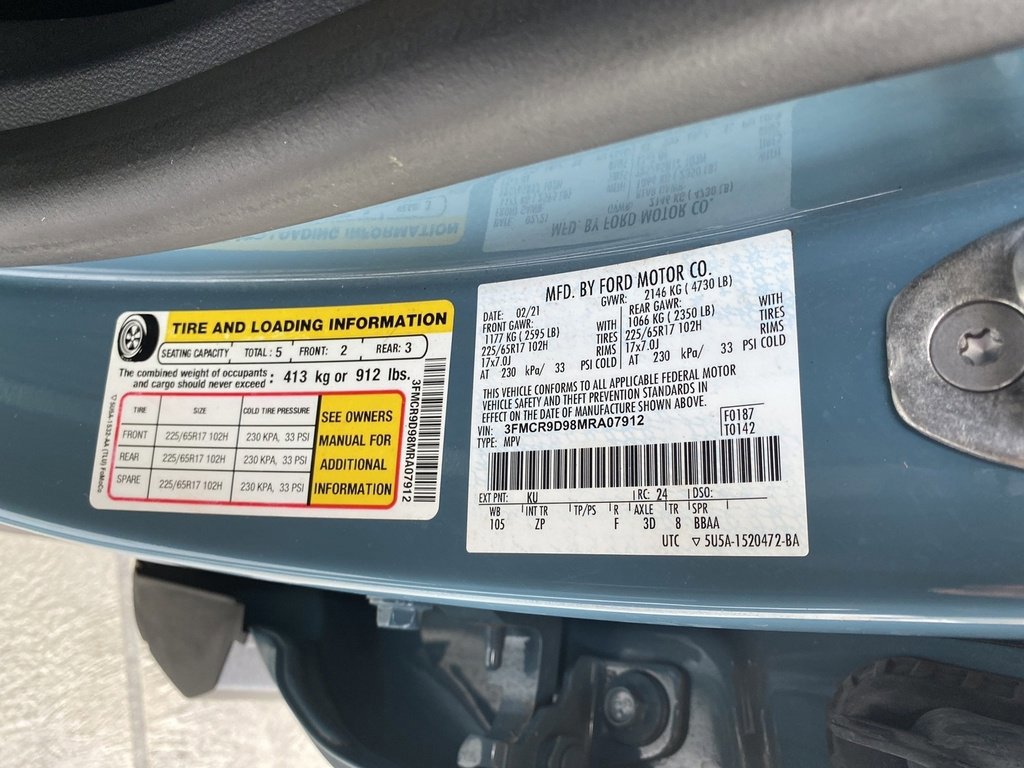 TIRE AND LOADING INFORMATION
SEATING CAPACITY TOTAL: 5 FRONT: 2 REAR: 3
The combined weight of occupants
and cargo should never exceed : 413 kg or 912 lbs.
TIRE SIZE COLD TIRE PRESSURE
FRONT 225/65R17 102H 230 KPA, 33 PSI
REAR 225/65R17 102H 230 KPA, 33 PSI
SPARE 225/65R17 102H 230 KPA, 33 PSI
SEE OWNERS
MANUAL FOR
ADDITIONAL
INFORMATION
5U5A-1532-AA (TLU) FoMoCo
3FMCR9D98MRA07912
MFD. BY FORD MOTOR CO.
DATE: 02/21 GVWR: 2146 KG ( 4730 LB)
FRONT GAWR: REAR GAWR:
1177 KG ( 2595 LB) WITH 1066 KG ( 2350 LB) WITH
225/65R17 102H TIRES 225/65R17 102H TIRES
17x7.0J RIMS 17x7.0J RIMS
AT 230 kPa/ 33 PSI COLD AT 230 kPa/ 33 PSI COLD
THIS VEHICLE CONFORMS TO ALL APPLICABLE FEDERAL MOTOR
VEHICLE SAFETY AND THEFT PREVENTION STANDARDS IN
EFFECT ON THE DATE OF MANUFACTURE SHOWN ABOVE.
VIN: 3FMCR9D98MRA07912 F0187
TYPE: MPV T0142
EXT PNT: KU RC: 24 DSO:
WB INT TR TP/PS R AXLE TR SPR
105 ZP F 3D 8 BBAA
UTC ▽ 5U5A-1520472-BA